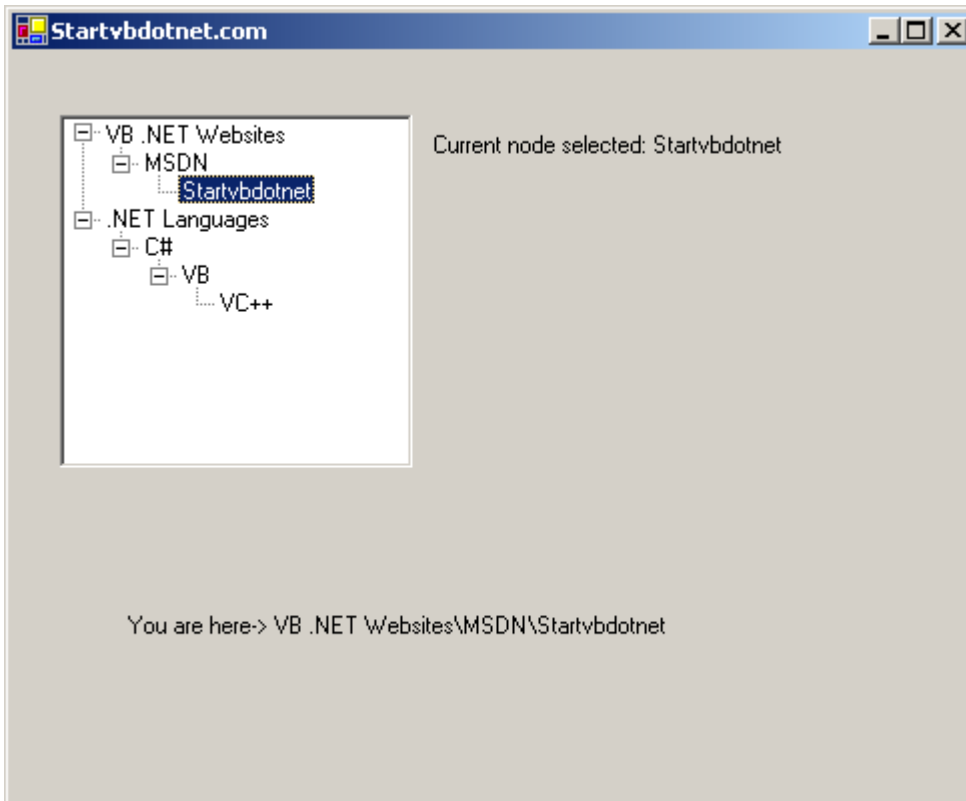 Startvbdotnet.com
VB .NET Websites
MSDN
Startvbdotnet
.NET Languages
C#
VB
VC++
Current node selected: Startvbdotnet
You are here-> VB .NET Websites\MSDN\Startvbdotnet